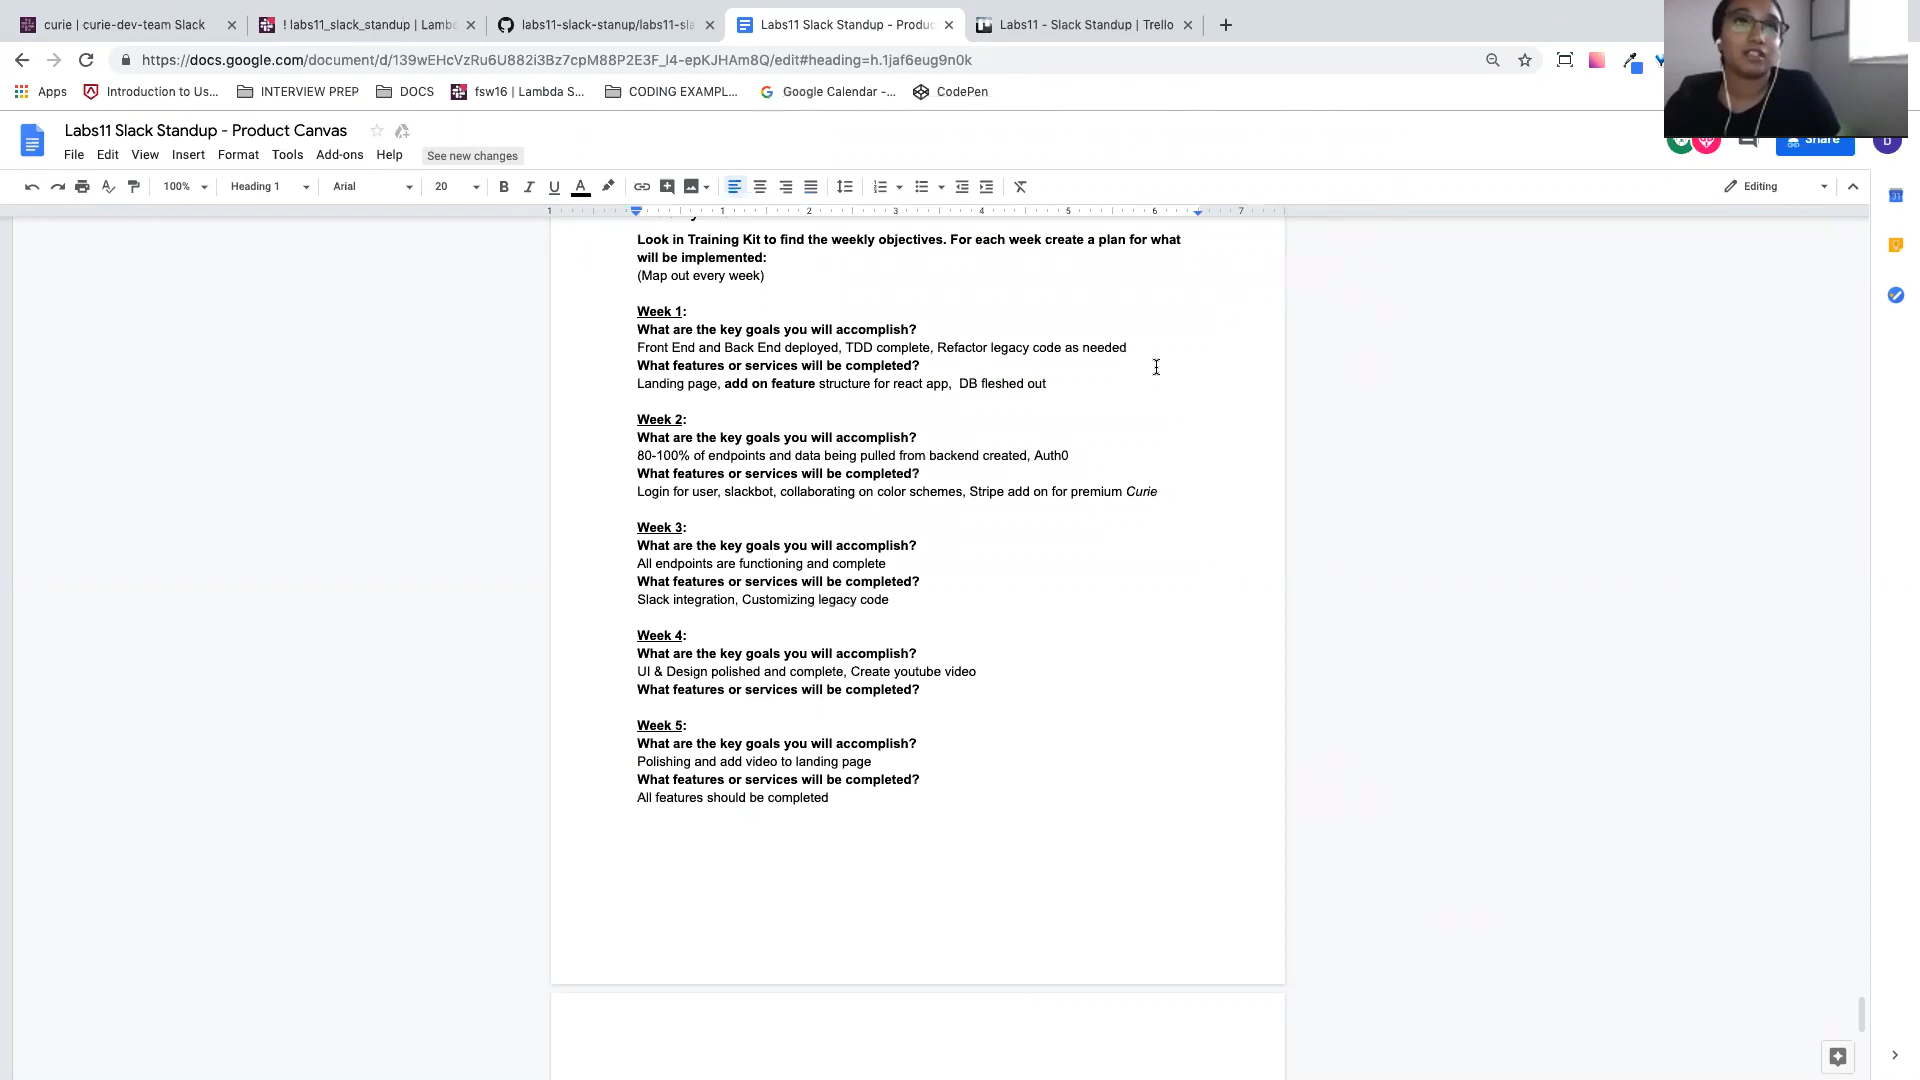 curie | curie-dev-team Slack
! labs11_slack_standup | Lamb
labs11-slack-stanup/labs11-sla
Labs11 Slack Standup - Produc
Labs11 - Slack Standup | Trello
https://docs.google.com/document/d/139wEHcVzRu6U882i3Bz7cpM88P2E3F_l4-epKJHAm8Q/edit#heading=h.1jaf6eug9n0k
Apps
Introduction to Us...
INTERVIEW PREP
DOCS
fsw16 | Lambda S...
CODING EXAMPL...
Google Calendar -...
CodePen
Labs11 Slack Standup - Product Canvas
File Edit View Insert Format Tools Add-ons Help See new changes
Share
b
100% Heading 1 Arial 20 B I U A Editing
31
1 1 2 3 4 5 6 7
Look in Training Kit to find the weekly objectives. For each week create a plan for what
will be implemented:
(Map out every week)
Week 1:
What are the key goals you will accomplish?
Front End and Back End deployed, TDD complete, Refactor legacy code as needed
What features or services will be completed?
Landing page, add on feature structure for react app,  DB fleshed out
Week 2:
What are the key goals you will accomplish?
80-100% of endpoints and data being pulled from backend created, Auth0
What features or services will be completed?
Login for user, slackbot, collaborating on color schemes, Stripe add on for premium Curie
Week 3:
What are the key goals you will accomplish?
All endpoints are functioning and complete
What features or services will be completed?
Slack integration, Customizing legacy code
Week 4:
What are the key goals you will accomplish?
UI & Design polished and complete, Create youtube video
What features or services will be completed?
Week 5:
What are the key goals you will accomplish?
Polishing and add video to landing page
What features or services will be completed?
All features should be completed